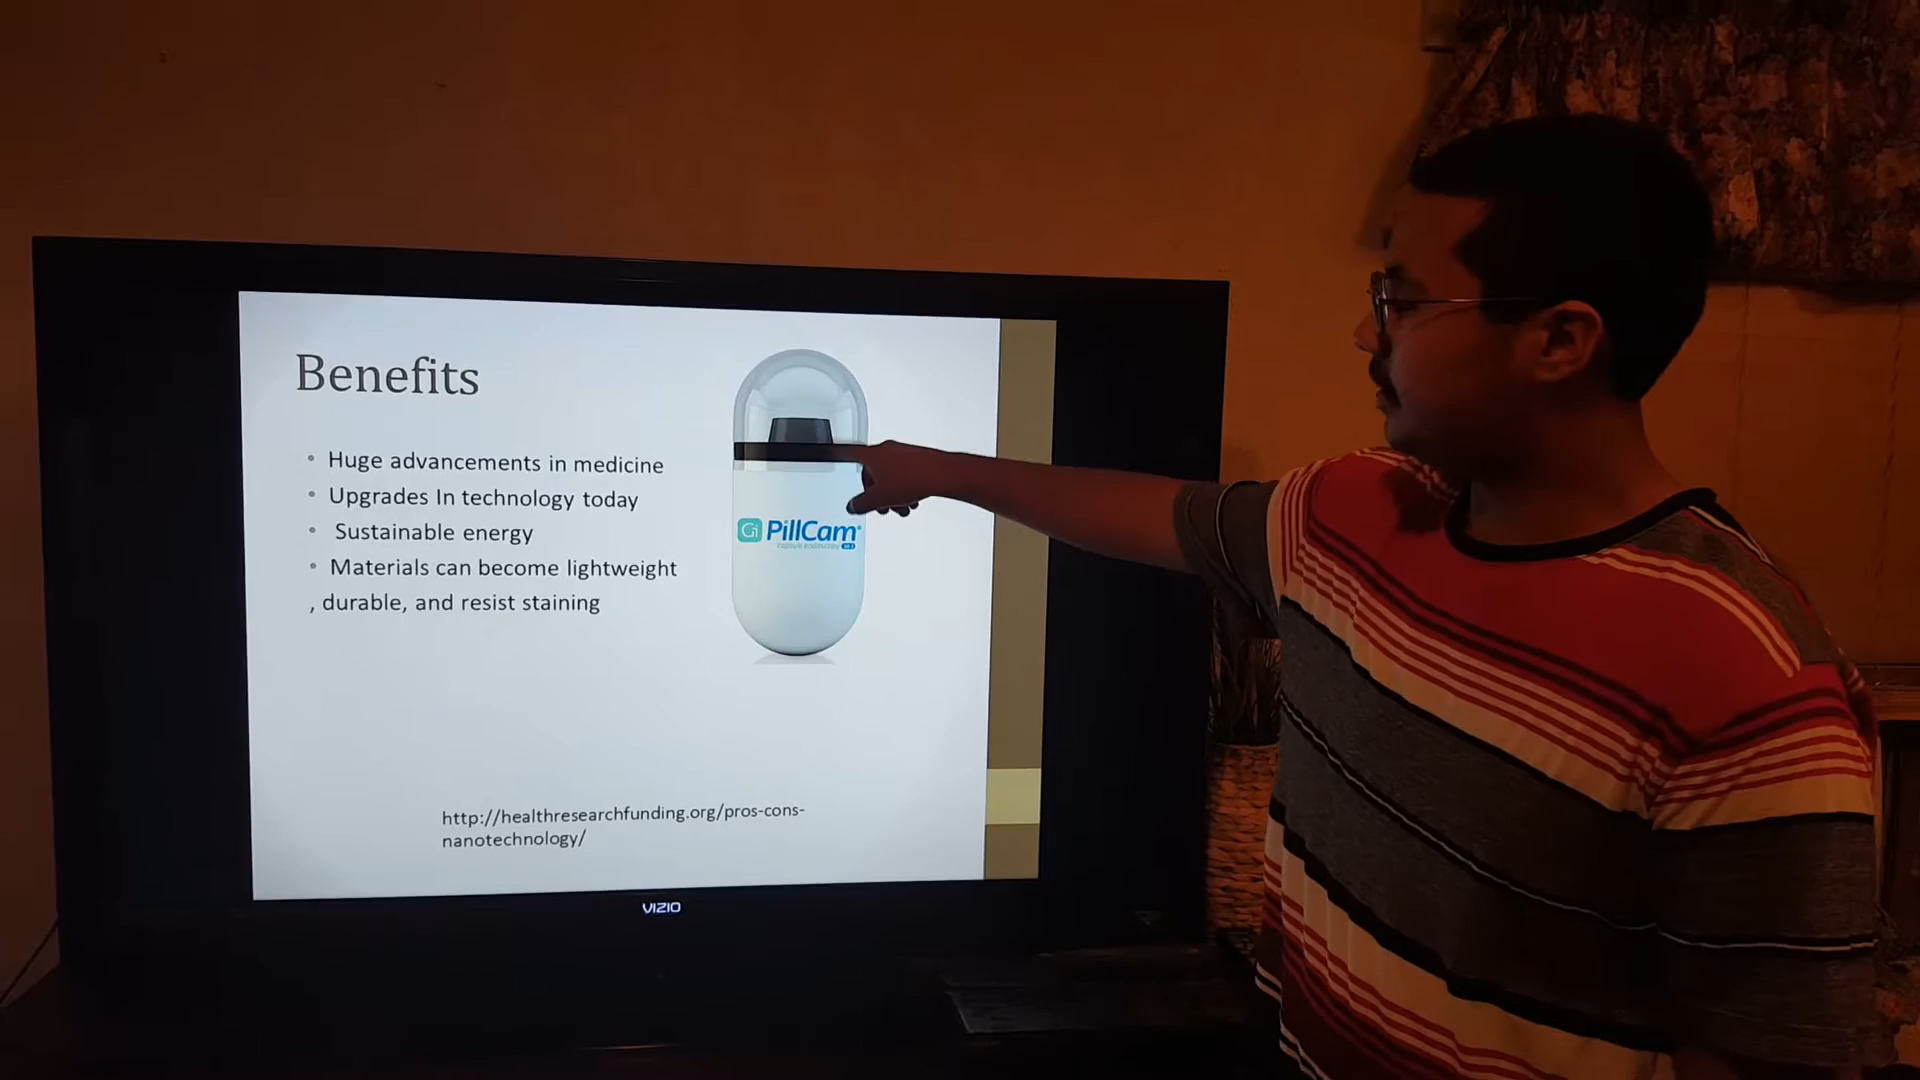 Benefits
◦ Huge advancements in medicine
◦ Upgrades In technology today
◦ Sustainable energy
◦ Materials can become lightweight
, durable, and resist staining
Gi PillCam®
capsule endoscopy
http://healthresearchfunding.org/pros-cons-
nanotechnology/
VIZIO